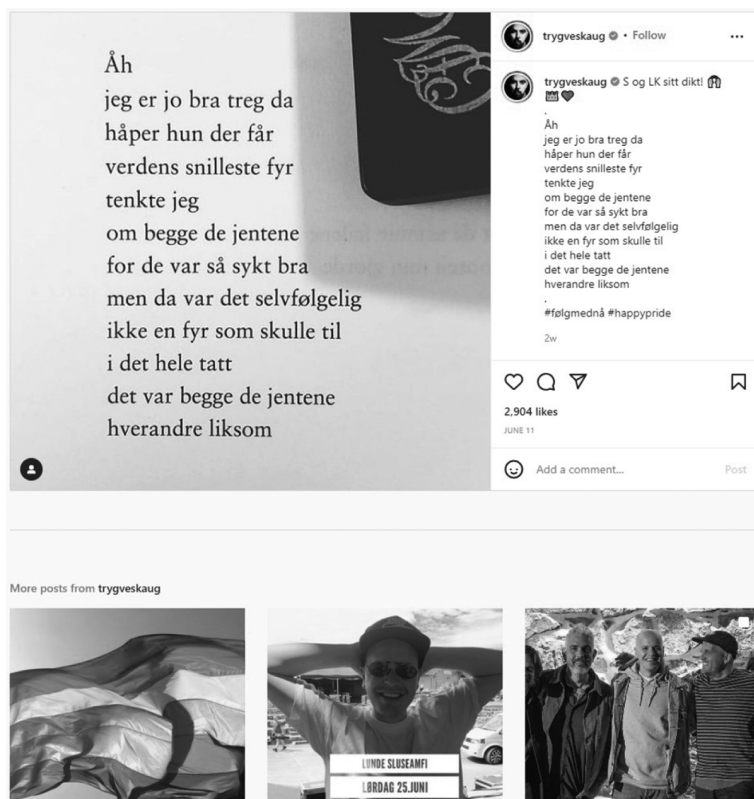 Åh
jeg er jo bra treg da
håper hun der får
verdens snilleste fyr
tenkte jeg
om begge de jentene
for de var så sykt bra
men da var det selvfølgelig
ikke en fyr som skulle til
i det hele tatt
det var begge de jentene
hverandre liksom
trygveskaug • Follow
trygveskaug S og LK sitt dikt!
.
Åh
jeg er jo bra treg da
håper hun der får
verdens snilleste fyr
tenkte jeg
om begge de jentene
for de var så sykt bra
men da var det selvfølgelig
ikke en fyr som skulle til
i det hele tatt
det var begge de jentene
hverandre liksom
.
#følgmednå #happypride
2w
2,904 likes
JUNE 11
Add a comment... Post
More posts from trygveskaug
LUNDE SLUSEAMFI
LØRDAG 25.JUNI